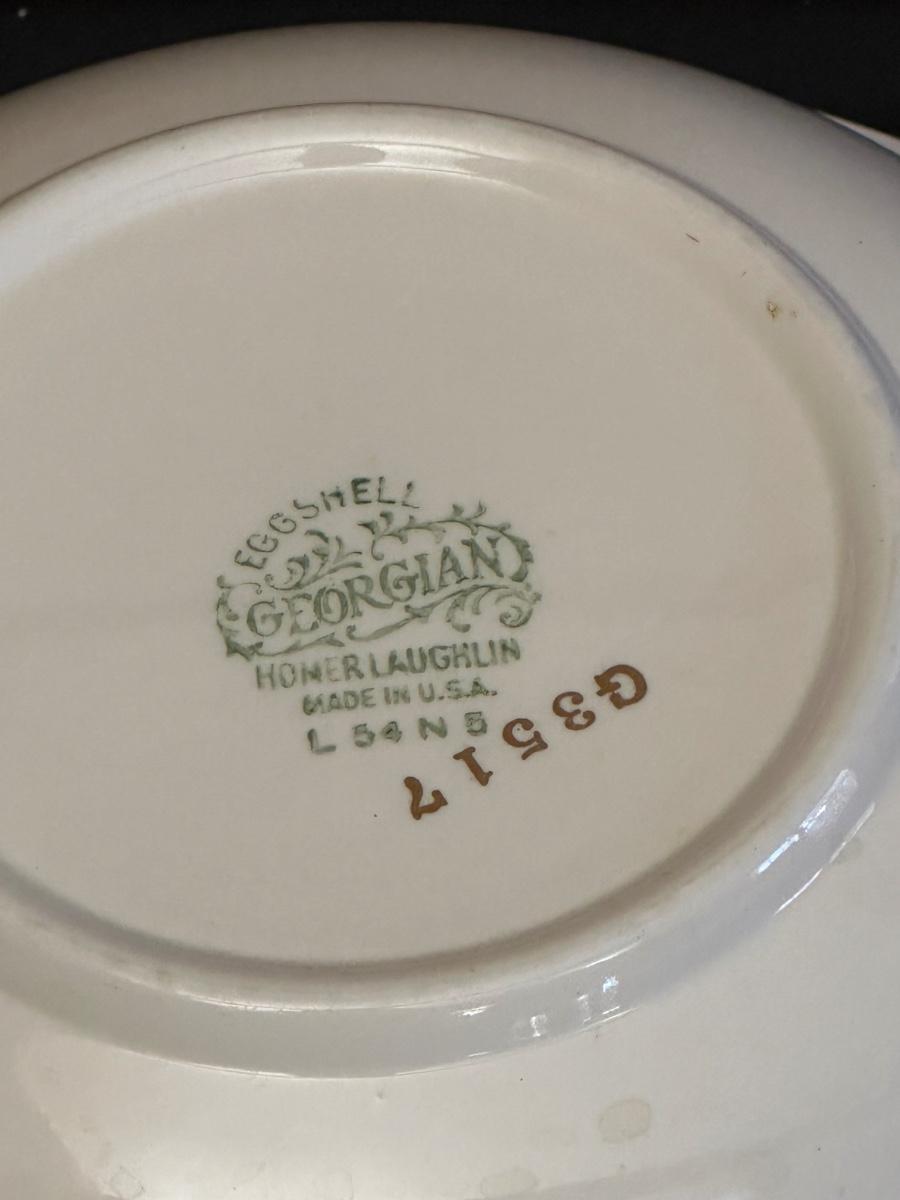 EGGSHELL
GEORGIAN
HOMER LAUGHLIN
MADE IN U.S.A.
L 54 N 5
G3517